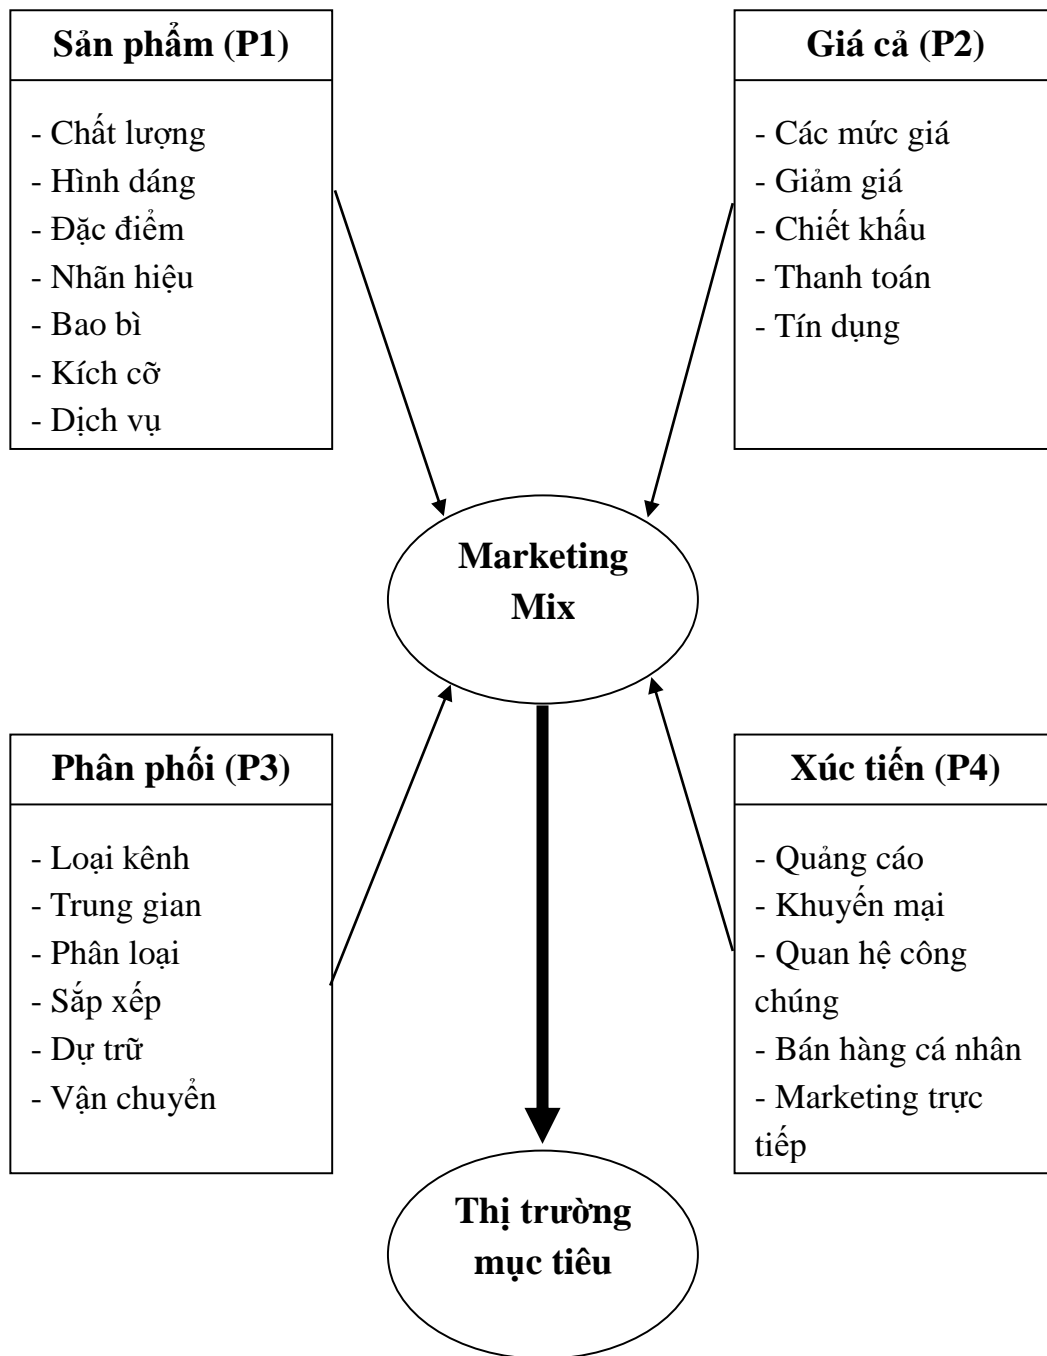 Sản phẩm (P1)
- Chất lượng
- Hình dáng
- Đặc điểm
- Nhãn hiệu
- Bao bì
- Kích cỡ
- Dịch vụ
Giá cả (P2)
- Các mức giá
- Giảm giá
- Chiết khấu
- Thanh toán
- Tín dụng
Marketing
Mix
Phân phối (P3)
- Loại kênh
- Trung gian
- Phân loại
- Sắp xếp
- Dự trữ
- Vận chuyển
Xúc tiến (P4)
- Quảng cáo
- Khuyến mại
- Quan hệ công
chúng
- Bán hàng cá nhân
- Marketing trực
tiếp
Thị trường
mục tiêu